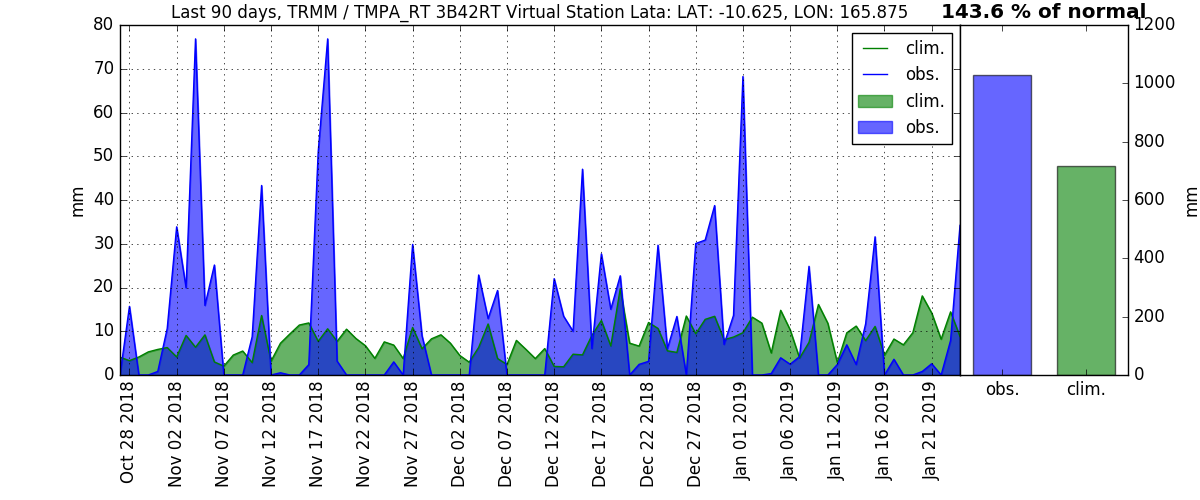 Last 90 days, TRMM / TMPA_RT 3B42RT Virtual Station Lata: LAT: -10.625, LON: 165.875
143.6 % of normal
80
70
60
50
40
30
20
10
0
mm
clim.
obs.
clim.
obs.
1200
1000
800
600
400
200
0
mm
obs.
clim.
Oct 28 2018
Nov 02 2018
Nov 07 2018
Nov 12 2018
Nov 17 2018
Nov 22 2018
Nov 27 2018
Dec 02 2018
Dec 07 2018
Dec 12 2018
Dec 17 2018
Dec 22 2018
Dec 27 2018
Jan 01 2019
Jan 06 2019
Jan 11 2019
Jan 16 2019
Jan 21 2019